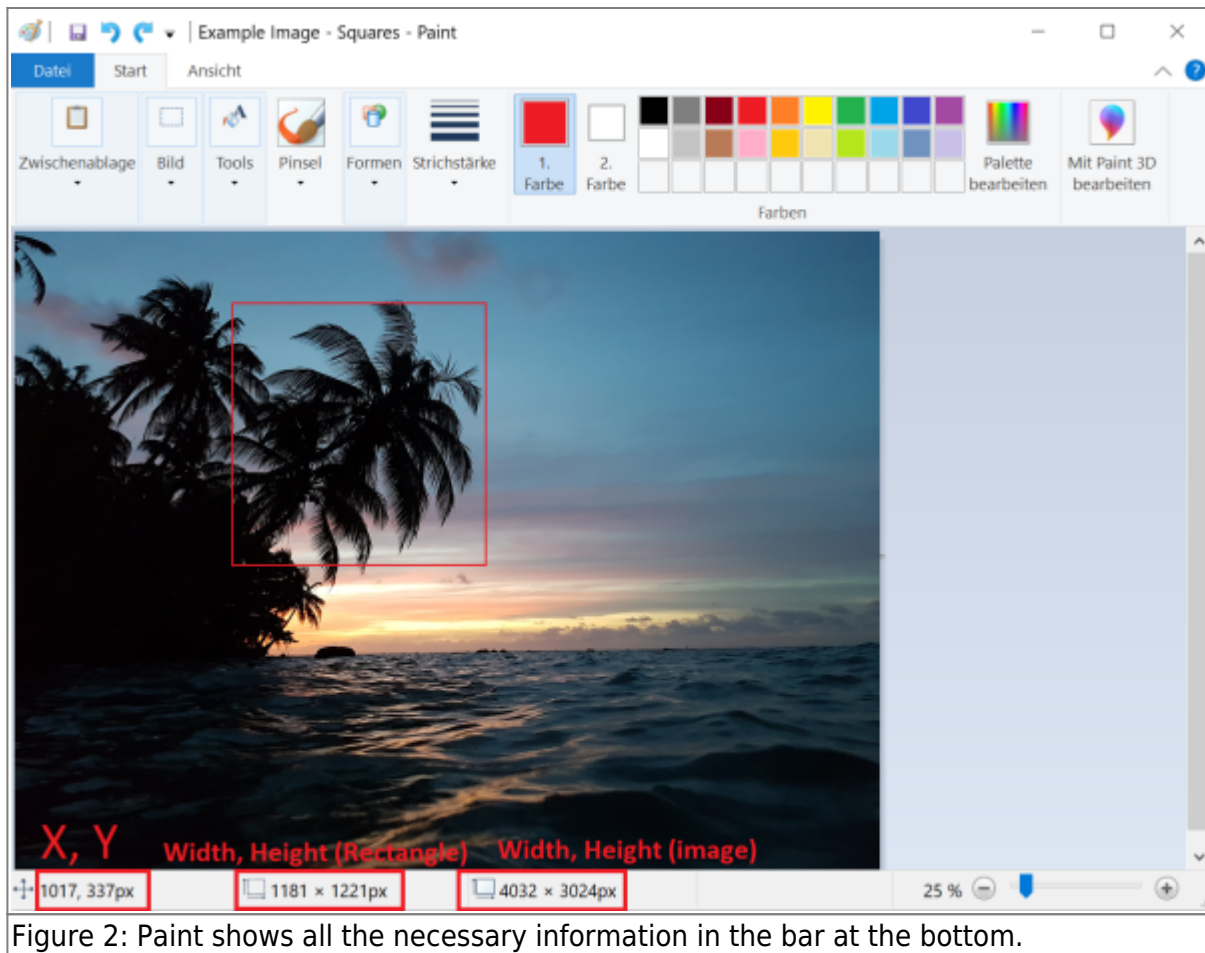 Example Image - Squares - Paint
Datei Start Ansicht
Zwischenablage Bild Tools Pinsel Formen Strichstärke 1. Farbe 2. Farbe Palette bearbeiten Mit Paint 3D bearbeiten
Farben
X, Y Width, Height (Rectangle) Width, Height (image)
1017, 337px 1181 × 1221px 4032 × 3024px 25 %
Figure 2: Paint shows all the necessary information in the bar at the bottom.